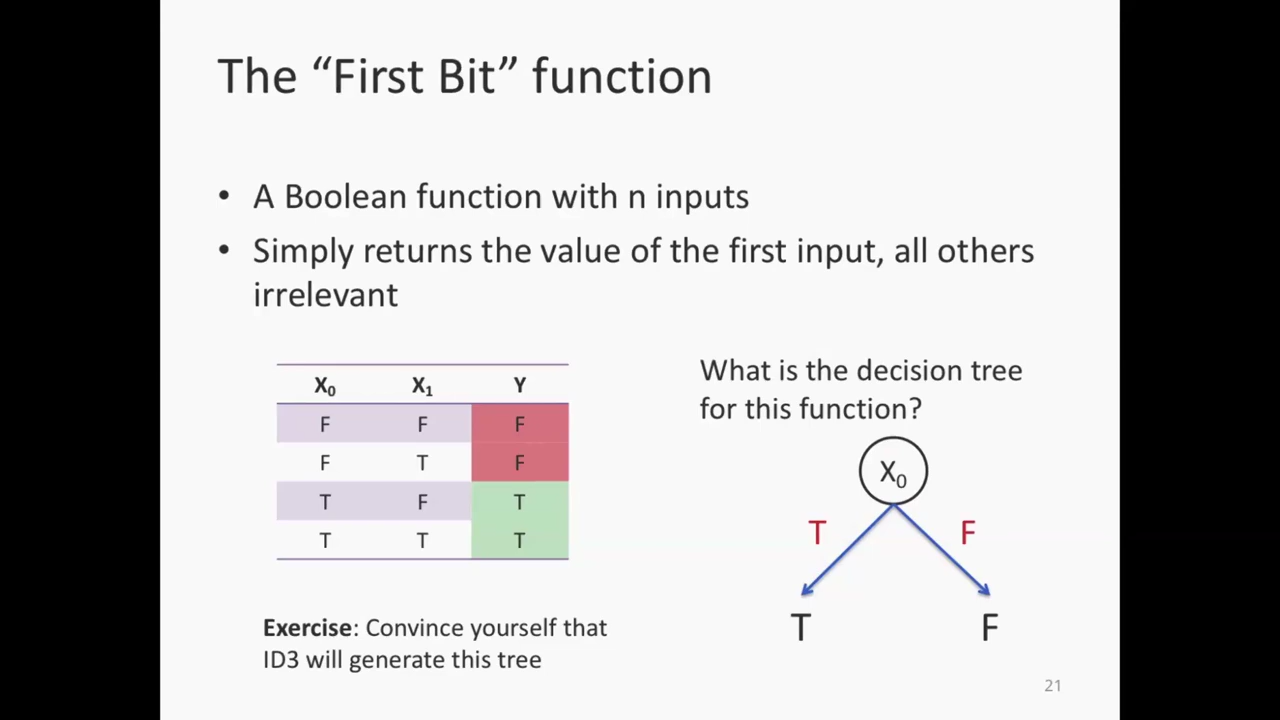 The “First Bit” function
• A Boolean function with n inputs
• Simply returns the value of the first input, all others
irrelevant
X₀ X₁ Y
F F F
F T F
T F T
T T T
Exercise: Convince yourself that
ID3 will generate this tree
What is the decision tree
for this function?
X₀
T F
T F
21